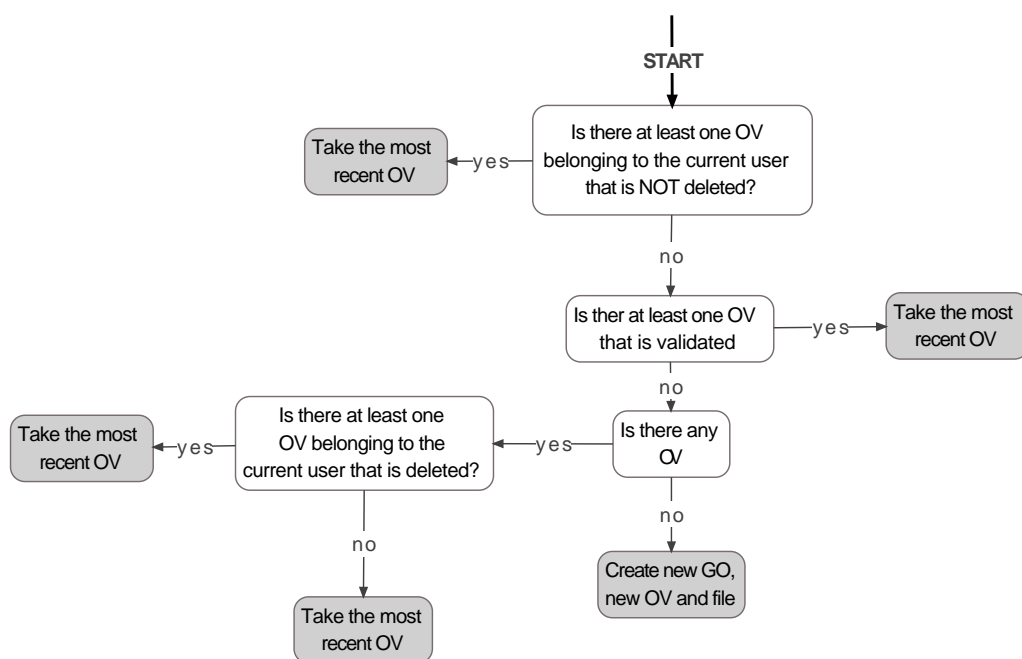 START
Is there at least one OV
belonging to the current user
that is NOT deleted?
yes
Take the most
recent OV
no
Is ther at least one OV
that is validated
yes
Take the most
recent OV
no
Is there any
OV
yes
Is there at least one
OV belonging to the
current user that is deleted?
yes
Take the most
recent OV
no
Take the most
recent OV
no
Create new GO,
new OV and file